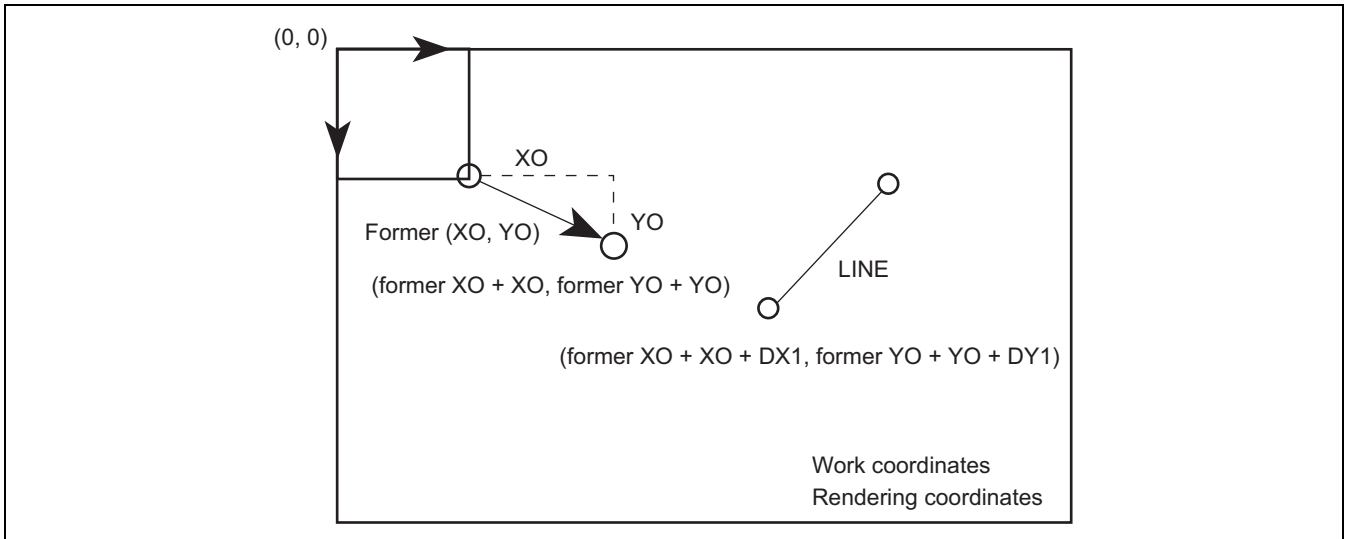 (0, 0)
XO
YO
Former (XO, YO)
(former XO + XO, former YO + YO)
LINE
(former XO + XO + DX1, former YO + YO + DY1)
Work coordinates
Rendering coordinates